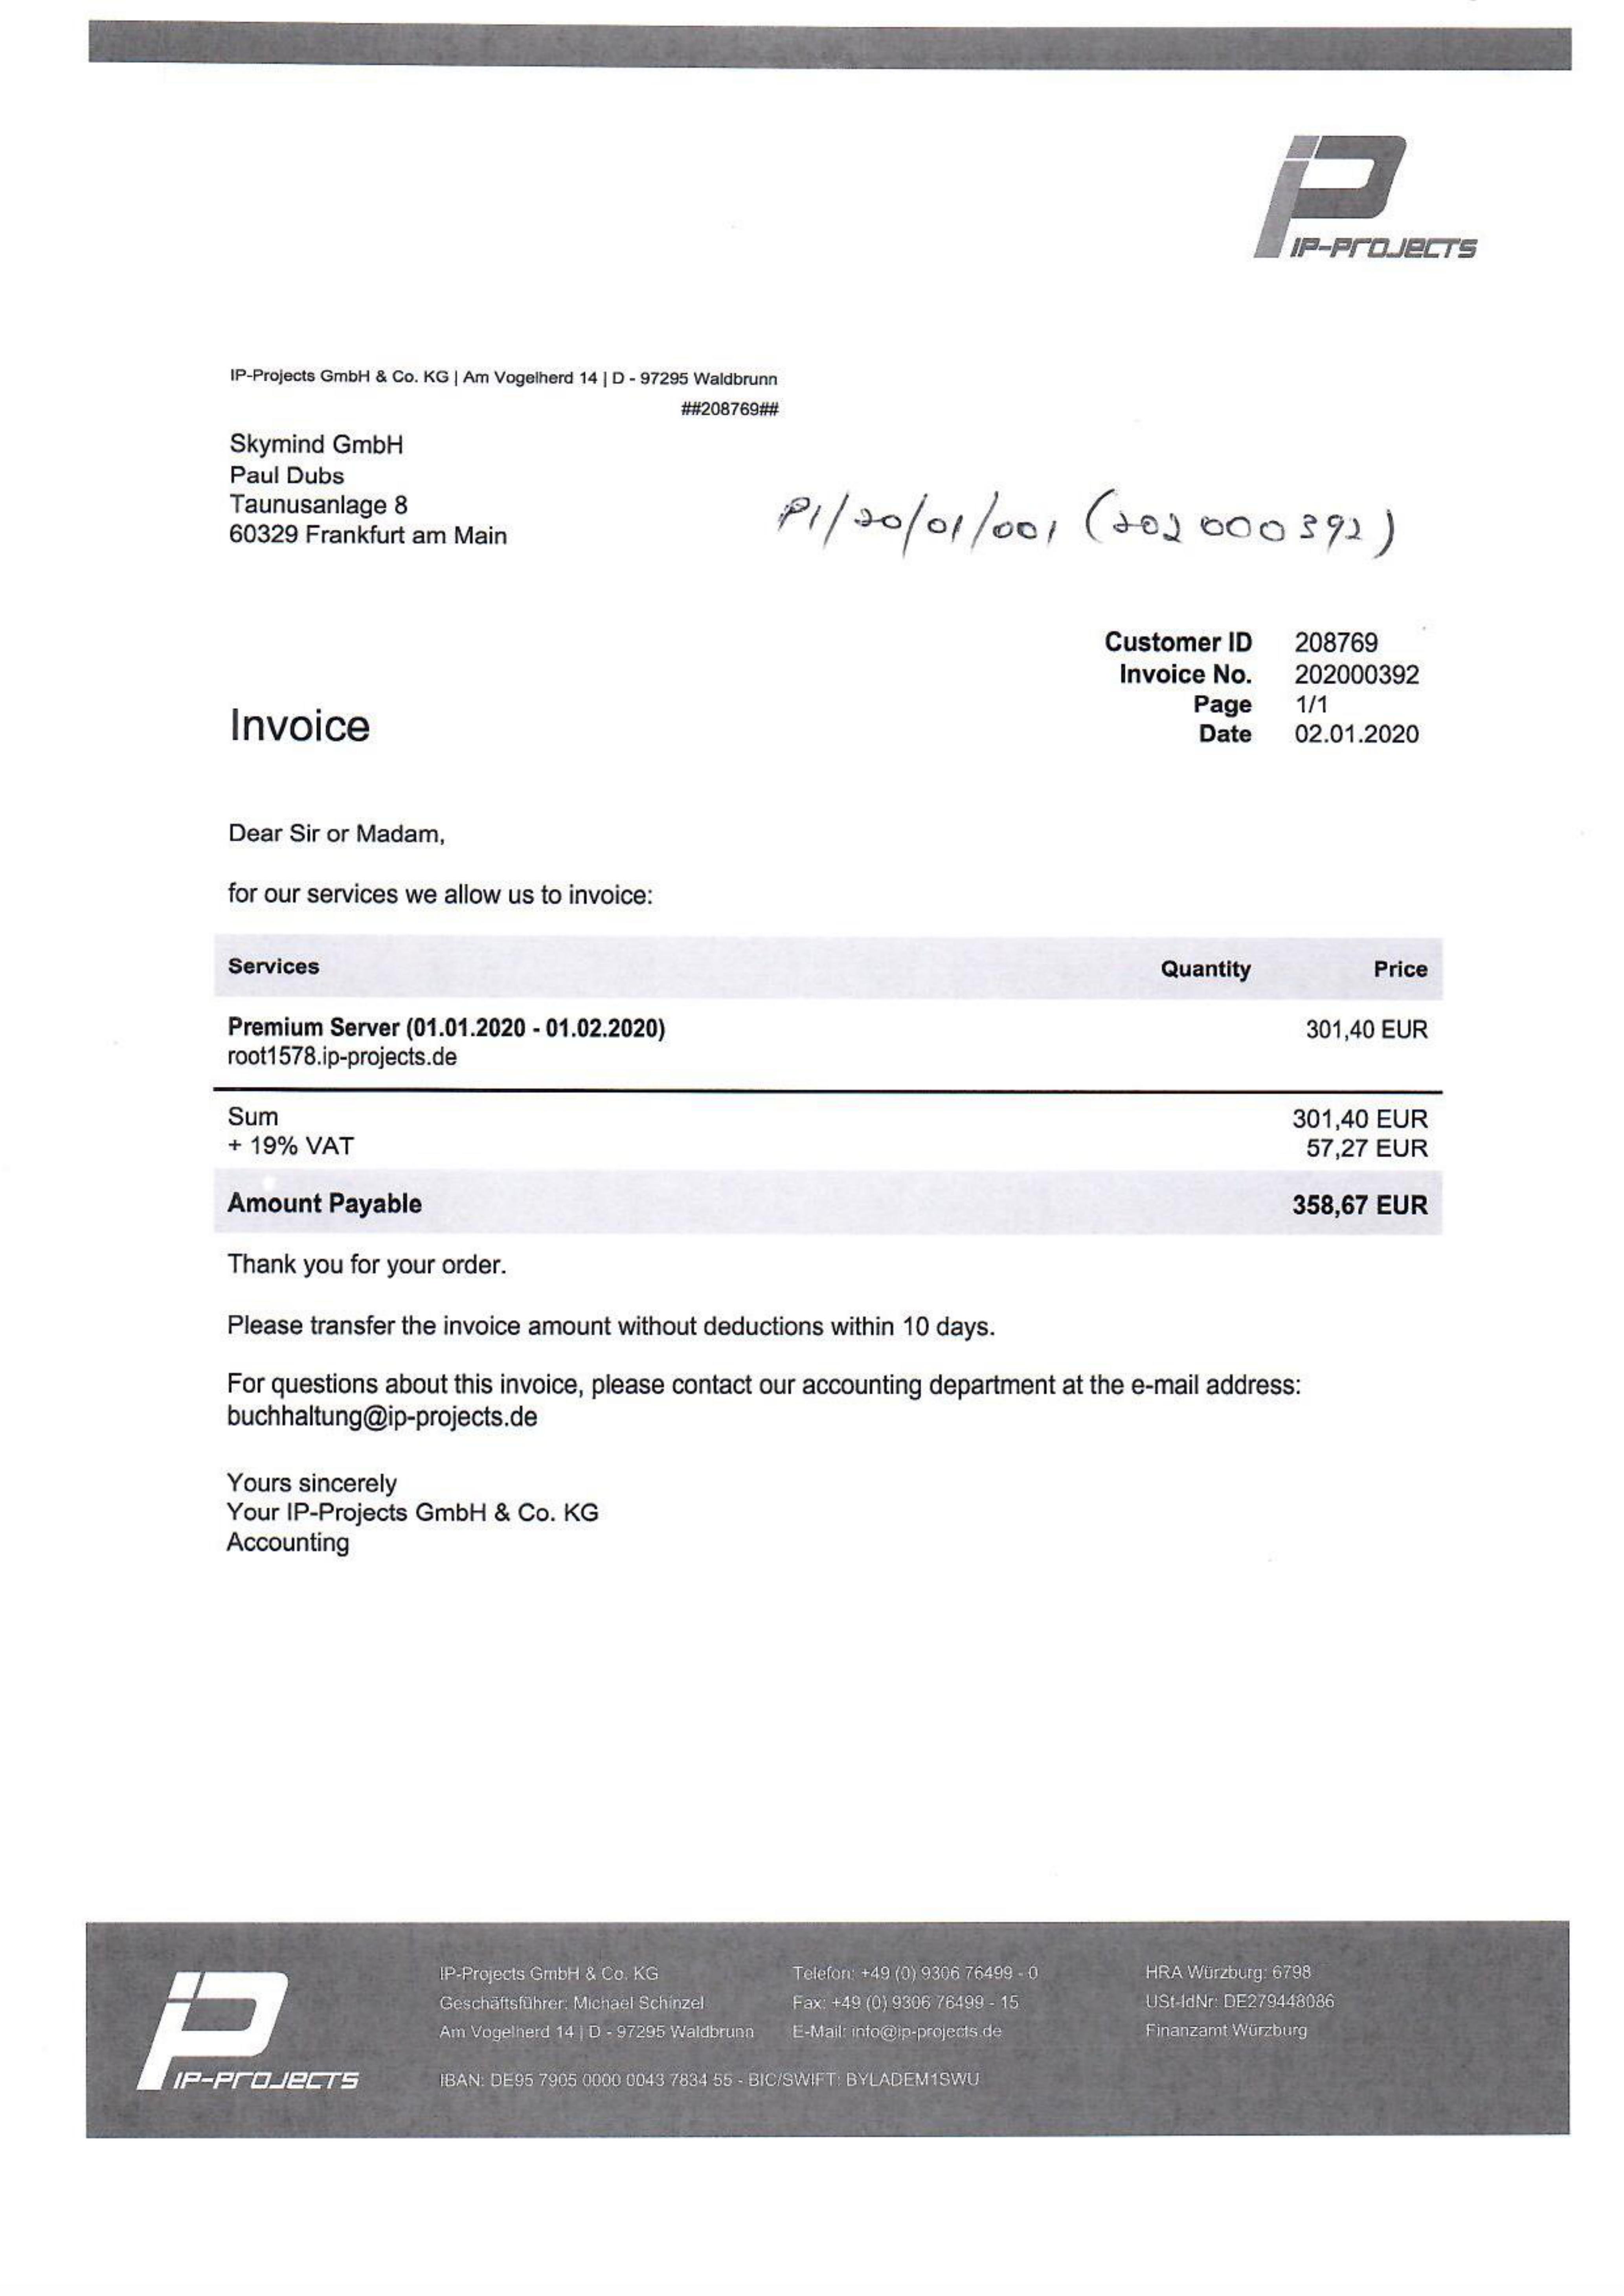 IP-PROJECTS
IP-Projects GmbH & Co. KG | Am Vogelherd 14 | D - 97295 Waldbrunn
##208769##
Skymind GmbH
Paul Dubs
Taunusanlage 8
60329 Frankfurt am Main
PI/20/01/001 (202000392)
Customer ID 208769
Invoice No. 202000392
Page 1/1
Date 02.01.2020
Invoice
Dear Sir or Madam,
for our services we allow us to invoice:
Services Quantity Price
Premium Server (01.01.2020 - 01.02.2020) 301,40 EUR
root1578.ip-projects.de
Sum 301,40 EUR
+ 19% VAT 57,27 EUR
Amount Payable 358,67 EUR
Thank you for your order.
Please transfer the invoice amount without deductions within 10 days.
For questions about this invoice, please contact our accounting department at the e-mail address:
buchhaltung@ip-projects.de
Yours sincerely
Your IP-Projects GmbH & Co. KG
Accounting
IP-PROJECTS
IP-Projects GmbH & Co. KG
Geschäftsführer: Michael Schinzel
Am Vogelherd 14 | D - 97295 Waldbrunn
IBAN: DE95 7905 0000 0043 7834 55 - BIC/SWIFT: BYLADEM1SWU
Telefon: +49 (0) 9306 76499 - 0
Fax: +49 (0) 9306 76499 - 15
E-Mail: info@ip-projects.de
HRA Würzburg: 6798
USt-IdNr: DE279448086
Finanzamt Würzburg